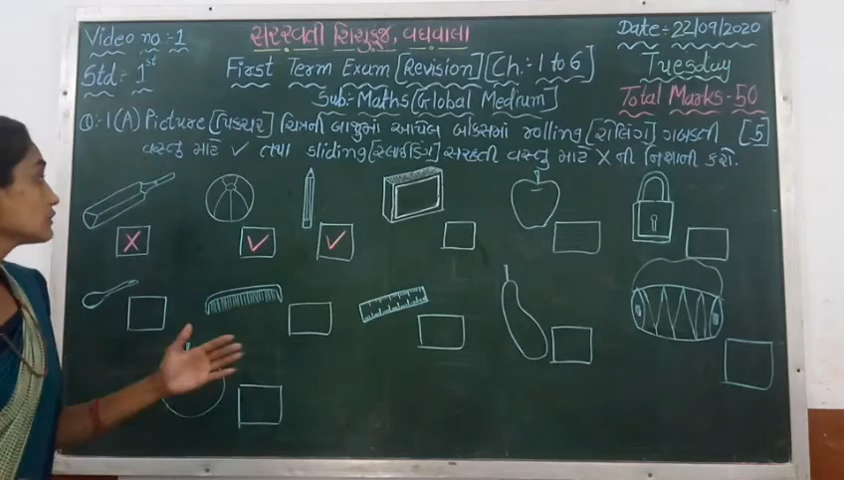 Video no.:-1
સરસ્વતી શિશુકુંજ, વઘવાલા
Date:- 22/09/2020
Std:- 1st
First Term Exam [Revision] [Ch.:- 1 to 6]
Tuesday
Sub:- Maths [Global Medium]
Total Marks:- 50
Q:-1(A) Picture [પિક્ચર] ચિત્રની બાજુમાં આપેલ બોક્સમાં rolling [રોલિંગ] ગબડતી [5]
વસ્તુ માટે ✓ તથા sliding [સ્લાઈડિંગ] સરકતી વસ્તુ માટે X ની નિશાની કરો.